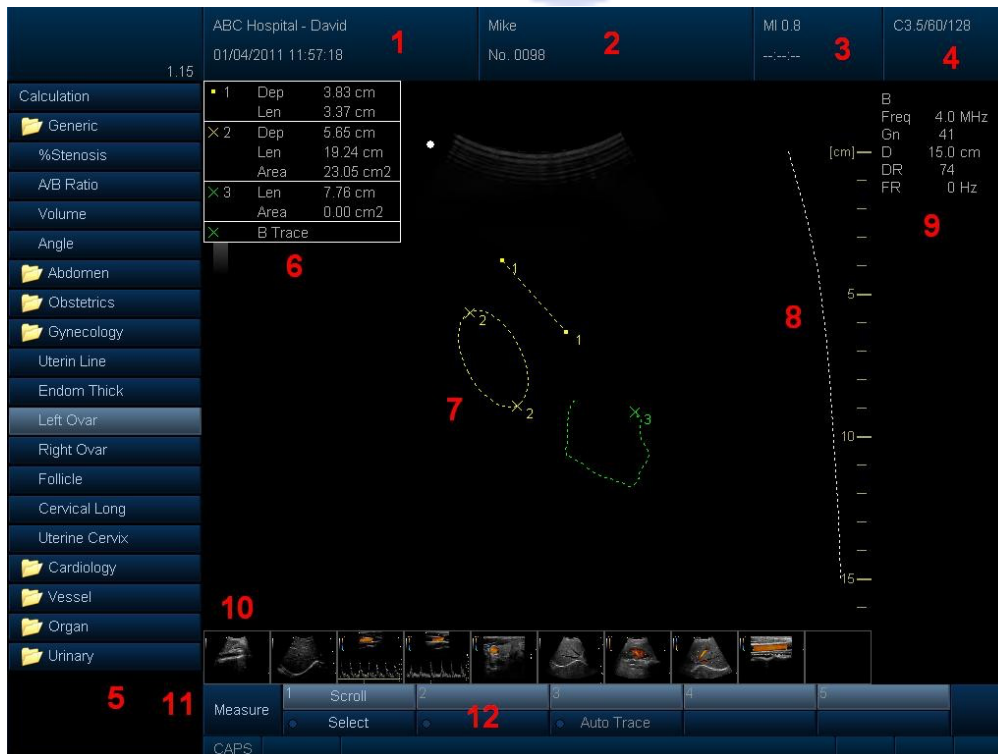 ABC Hospital - David
Mike
MI 0.8
C3.5/60/128
1
2
3
4
01/04/2011 11:57:18
No. 0098
--:--:--
1.15
Calculation
Generic
%Stenosis
A/B Ratio
Volume
Angle
Abdomen
Obstetrics
Gynecology
Uterin Line
Endom Thick
Left Ovar
Right Ovar
Follicle
Cervical Long
Uterine Cervix
Cardiology
Vessel
Organ
Urinary
5
11
1 Dep 3.83 cm
Len 3.37 cm
2 Dep 5.65 cm
Len 19.24 cm
Area 23.05 cm2
3 Len 7.76 cm
Area 0.00 cm2
B Trace
6
1
1
2
2
7
3
[cm]
5
10
15
8
B
Freq 4.0 MHz
Gn 41
D 15.0 cm
DR 74
FR 0 Hz
9
10
Measure
1 Scroll
2
3
4
5
Select
12
Auto Trace
CAPS